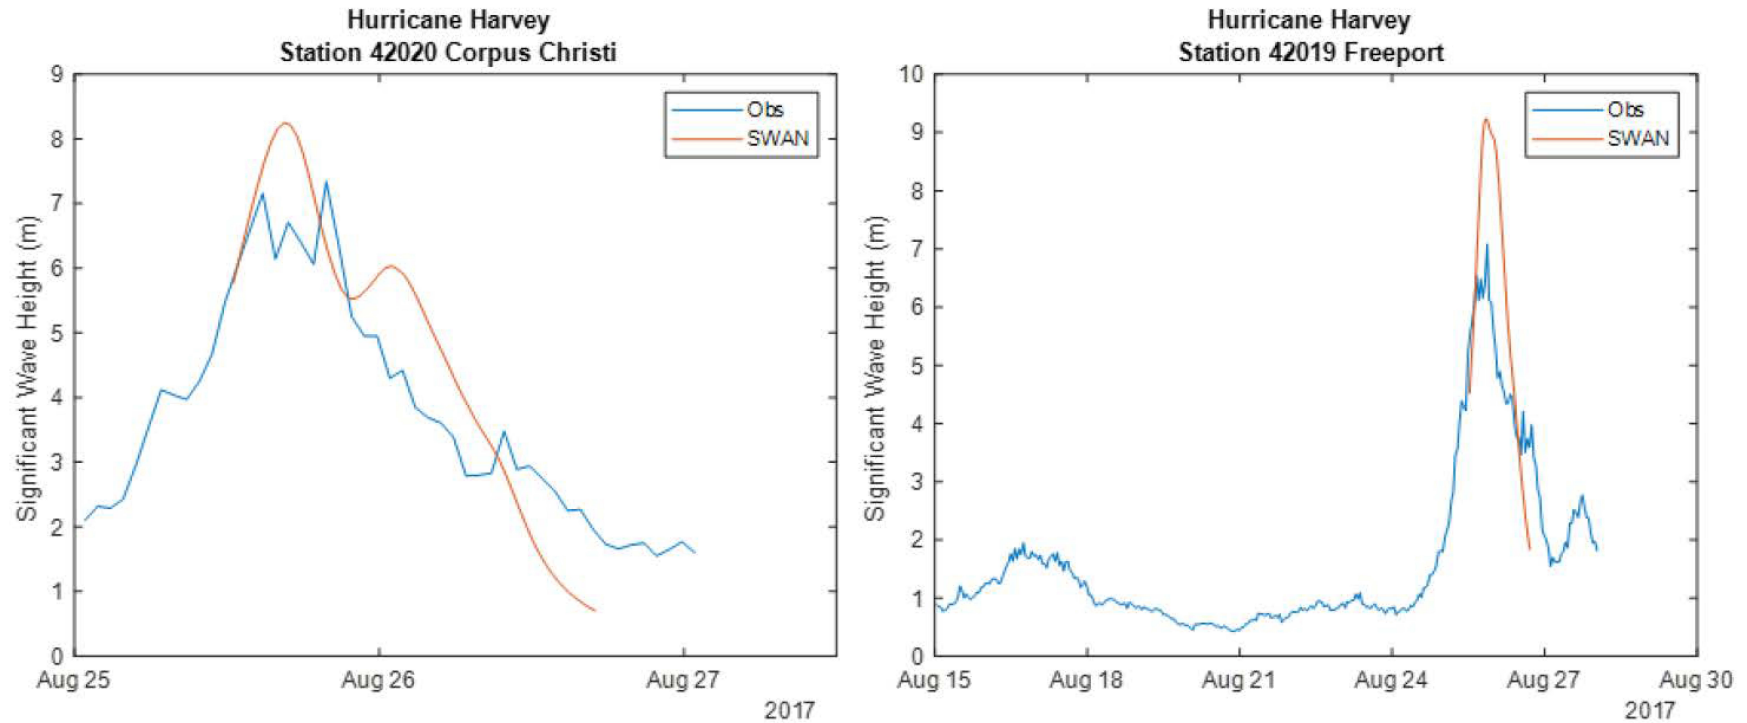 Hurricane Harvey
Station 42020 Corpus Christi
9
8
7
6
5
4
3
2
1
0
Significant Wave Height (m)
Obs
SWAN
Aug 25
Aug 26
Aug 27
2017
Hurricane Harvey
Station 42019 Freeport
10
9
8
7
6
5
4
3
2
1
0
Significant Wave Height (m)
Obs
SWAN
Aug 15
Aug 18
Aug 21
Aug 24
Aug 27
Aug 30
2017